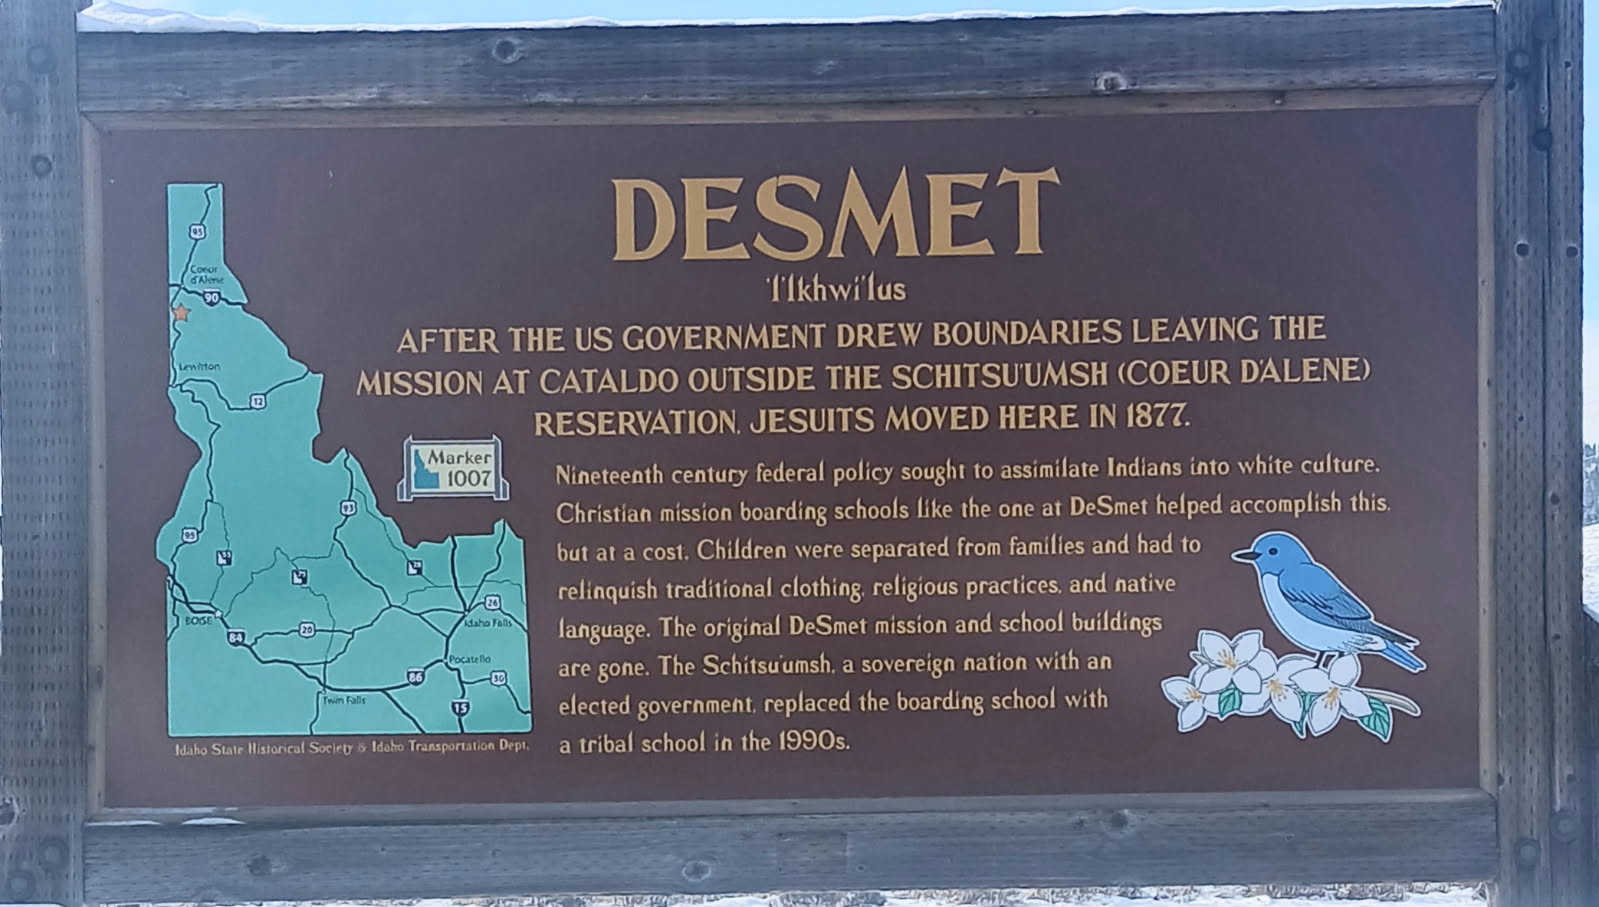 DESMET
'l'lkhwi'lus
AFTER THE US GOVERNMENT DREW BOUNDARIES LEAVING THE
MISSION AT CATALDO OUTSIDE THE SCHITSU'UMSH (COEUR D'ALENE)
RESERVATION, JESUITS MOVED HERE IN 1877.
Nineteenth century federal policy sought to assimilate Indians into white culture.
Christian mission boarding schools like the one at DeSmet helped accomplish this,
but at a cost. Children were separated from families and had to
relinquish traditional clothing, religious practices, and native
language. The original DeSmet mission and school buildings
are gone. The Schitsu'umsh, a sovereign nation with an
elected government, replaced the boarding school with
a tribal school in the 1990s.
Marker
1007
95
Coeur
d'Alene
90
Lewiston
12
93
95
55
75
28
BOISE
84
20
26
Idaho Falls
Pocatello
86
30
15
Twin Falls
Idaho State Historical Society & Idaho Transportation Dept.